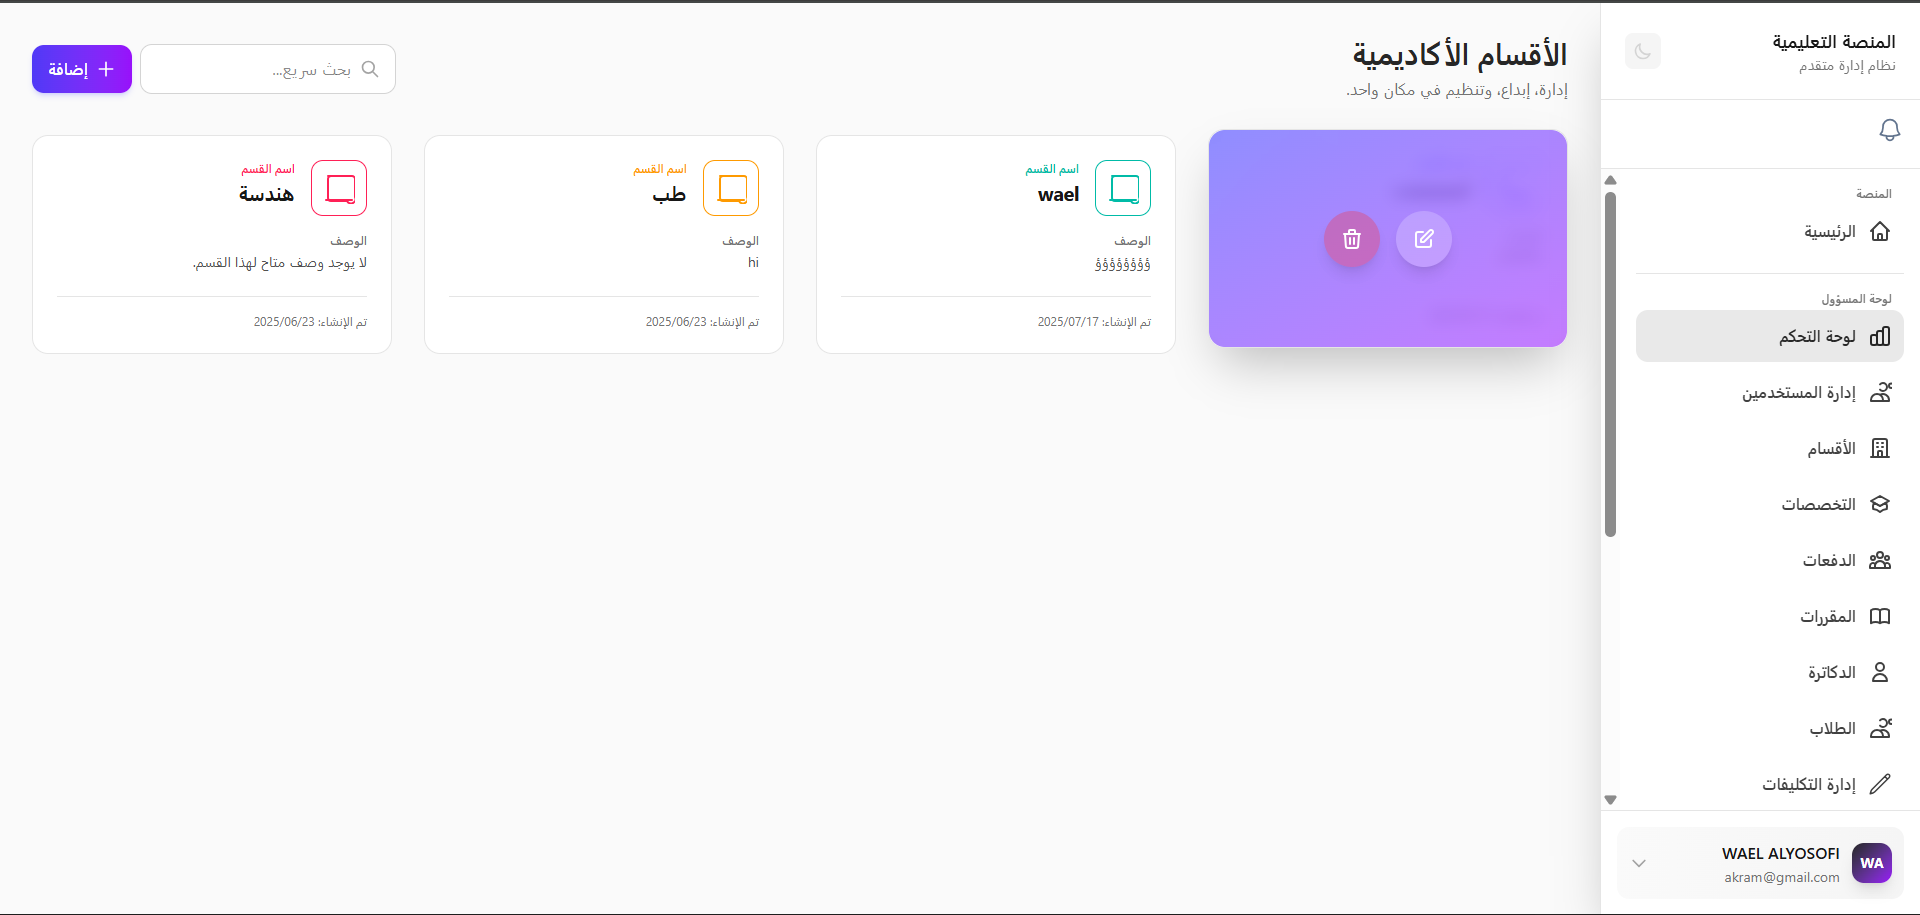 المنصة التعليمية
نظام إدارة متقدم
المنصة
الرئيسية
لوحة المسؤول
لوحة التحكم
إدارة المستخدمين
الأقسام
التخصصات
الدفعات
المقررات
الدكاترة
الطلاب
إدارة التكليفات
WA
WAEL ALYOSOFI
akram@gmail.com
الأقسام الأكاديمية
إدارة، إبداع، وتنظيم في مكان واحد.
بحث سريع...
إضافة
اسم القسم
wael
الوصف
ؤؤؤؤؤؤؤؤ
تم الإنشاء: 2025/07/17
اسم القسم
طب
الوصف
hi
تم الإنشاء: 2025/06/23
اسم القسم
هندسة
الوصف
لا يوجد وصف متاح لهذا القسم.
تم الإنشاء: 2025/06/23